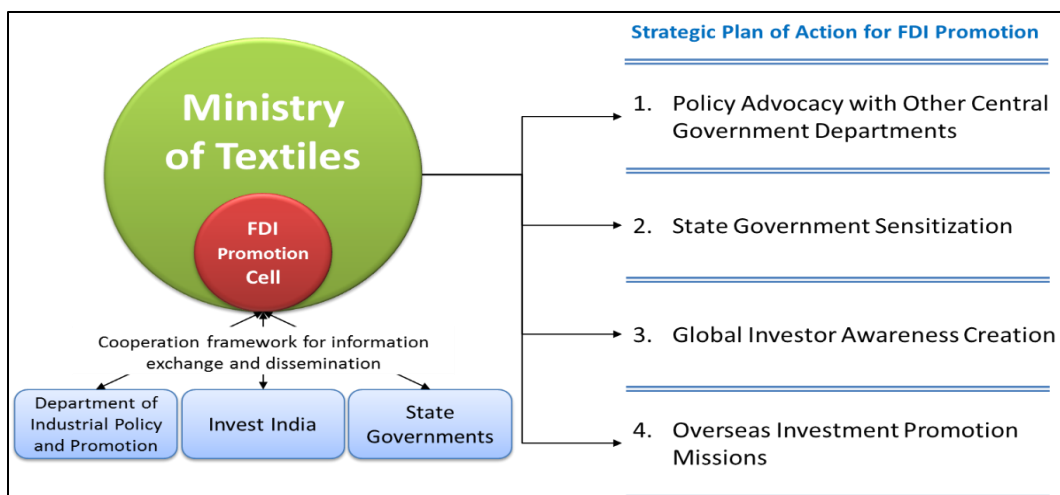 Ministry
of Textiles
FDI
Promotion
Cell
Cooperation framework for information
exchange and dissemination
Department of
Industrial Policy
and Promotion
Invest India
State
Governments
Strategic Plan of Action for FDI Promotion
1. Policy Advocacy with Other Central
Government Departments
2. State Government Sensitization
3. Global Investor Awareness Creation
4. Overseas Investment Promotion
Missions